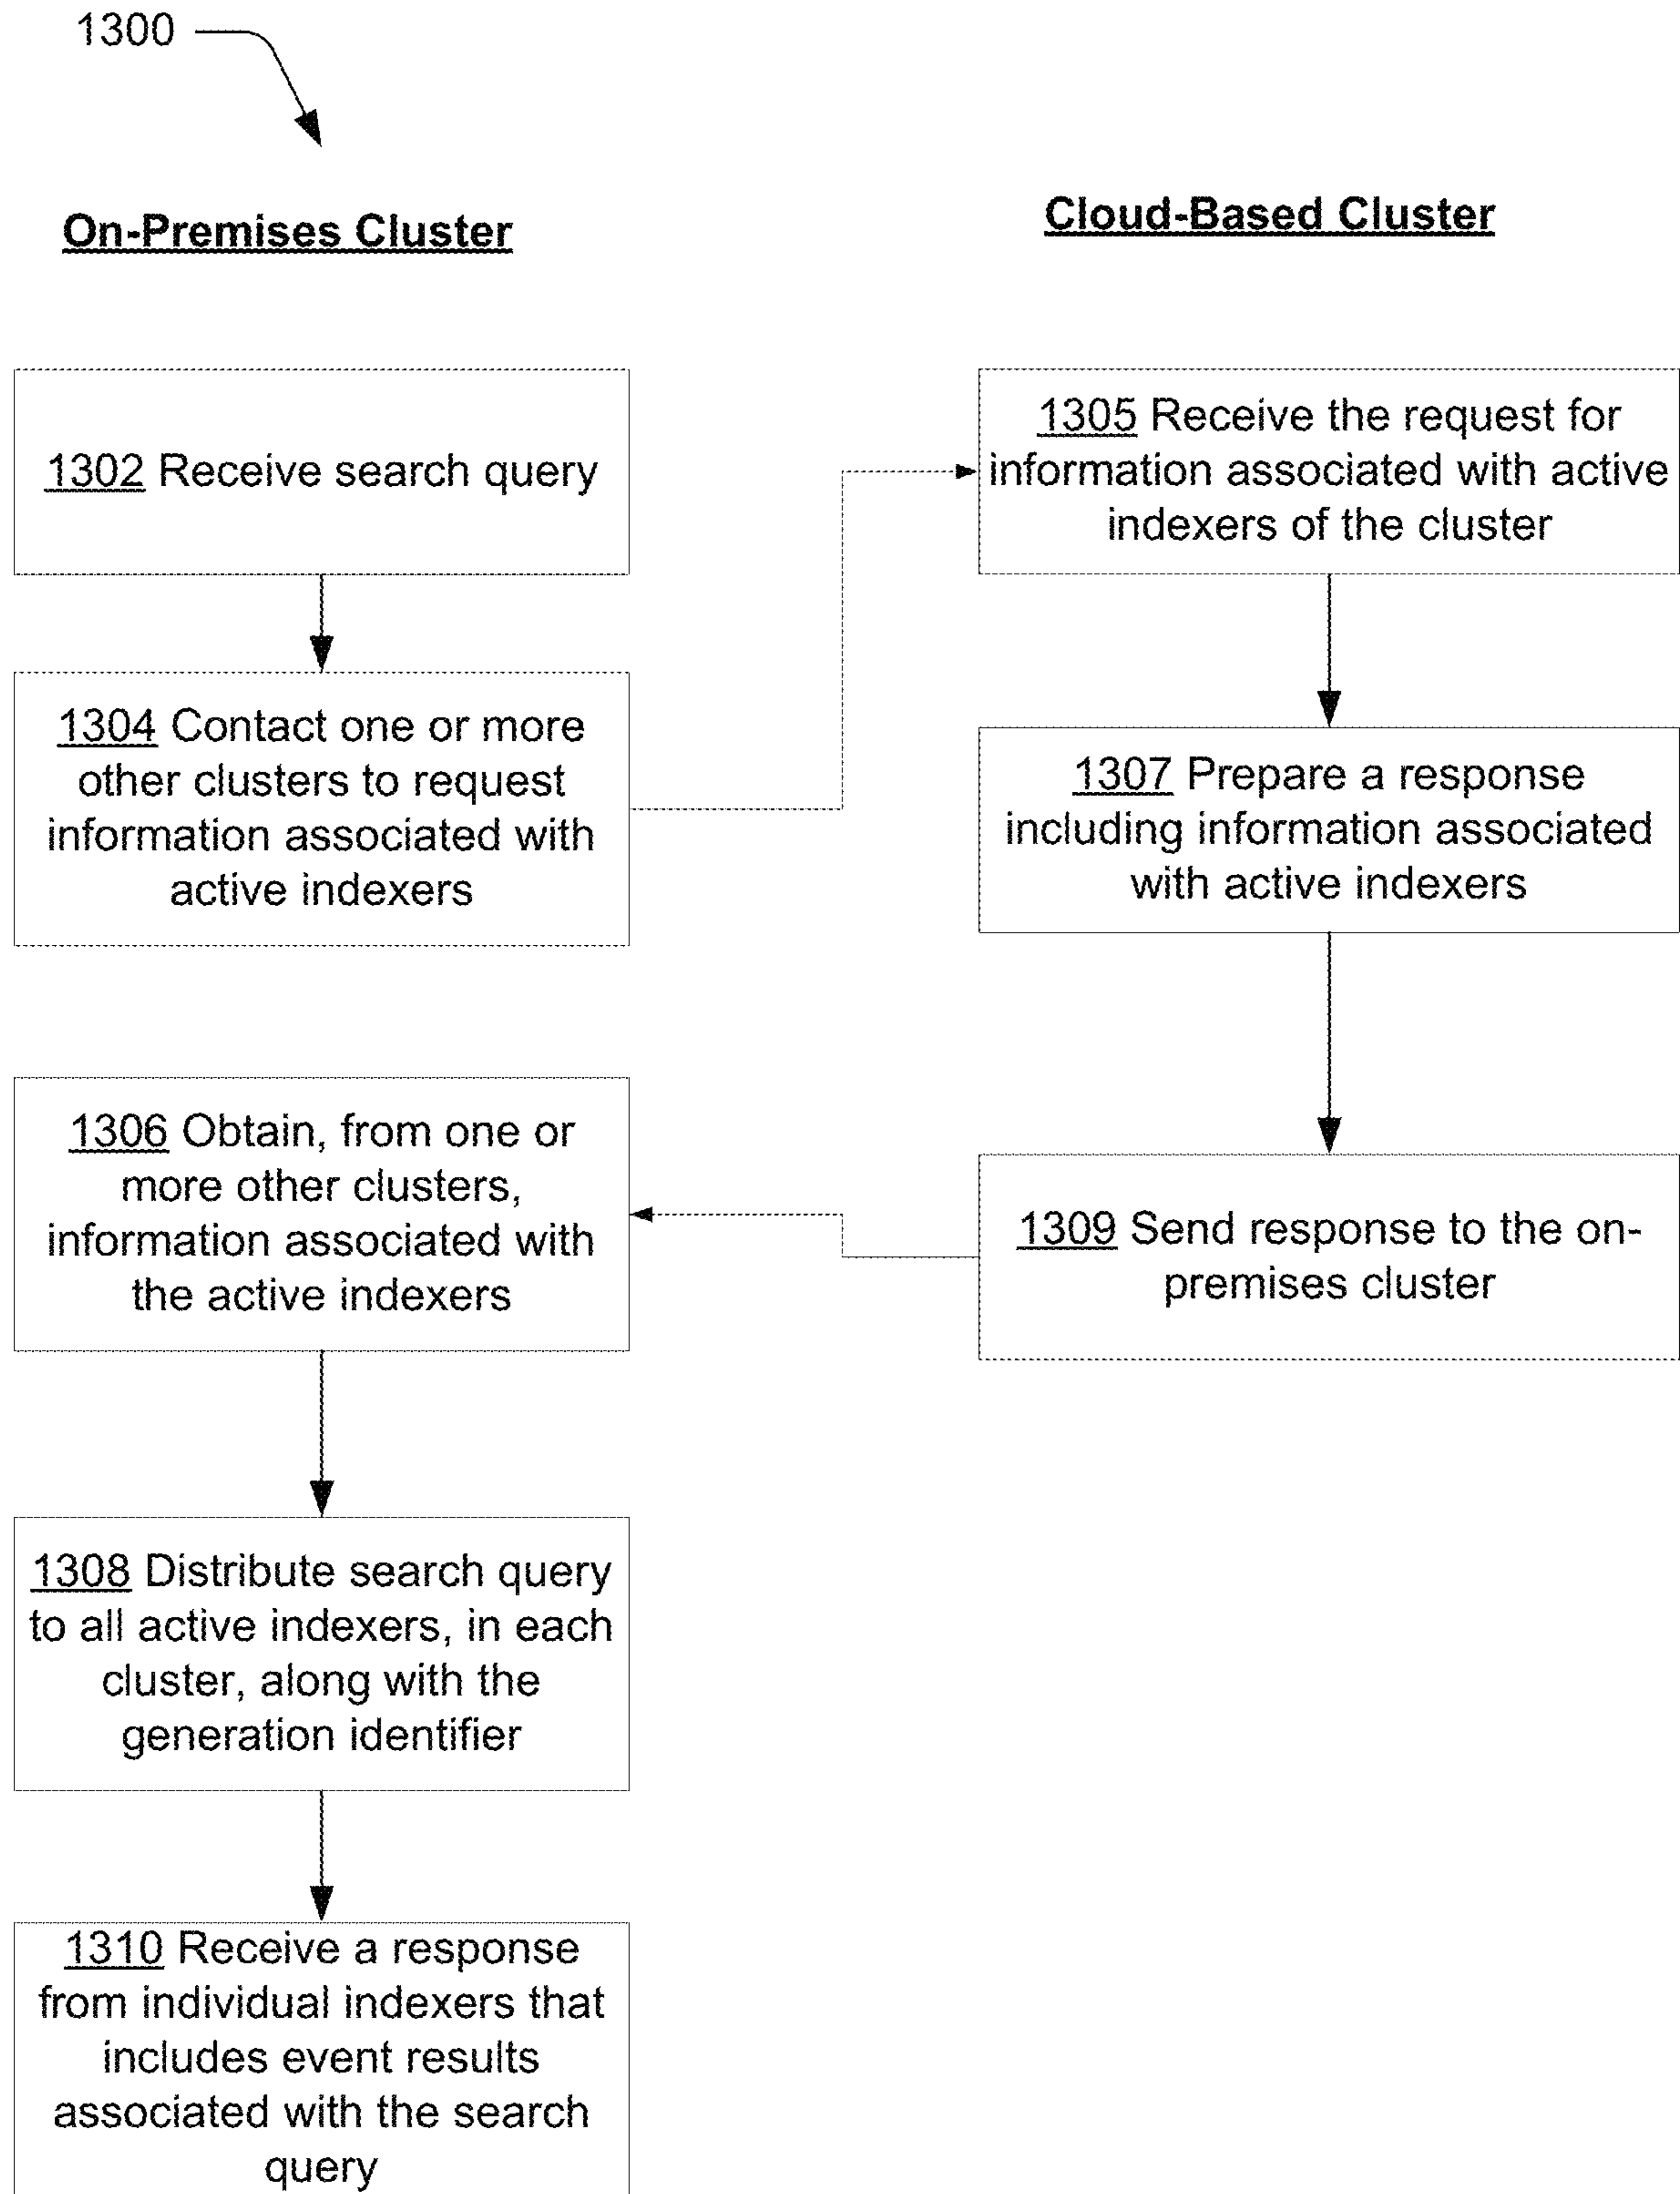 1300
On-Premises Cluster
Cloud-Based Cluster
1302 Receive search query
1304 Contact one or more
other clusters to request
information associated with
active indexers
1305 Receive the request for
information associated with active
indexers of the cluster
1307 Prepare a response
including information associated
with active indexers
1309 Send response to the on-
premises cluster
1306 Obtain, from one or
more other clusters,
information associated with
the active indexers
1308 Distribute search query
to all active indexers, in each
cluster, along with the
generation identifier
1310 Receive a response
from individual indexers that
includes event results
associated with the search
query